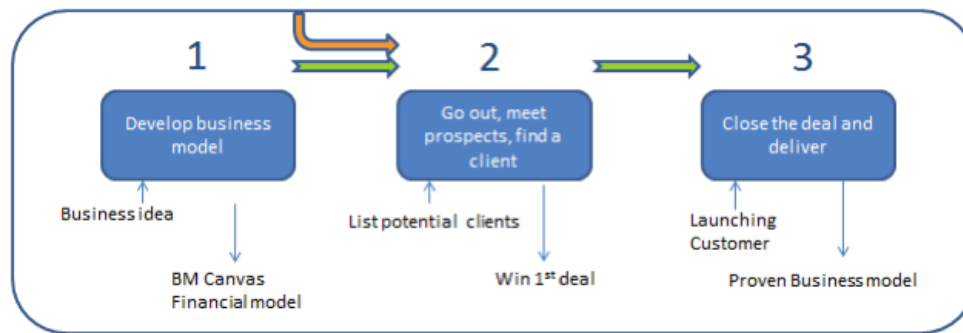 1
2
3
Develop business
model
Go out, meet
prospects, find a
client
Close the deal and
deliver
Business idea
List potential clients
Launching
Customer
BM Canvas
Financial model
Win 1st deal
Proven Business model